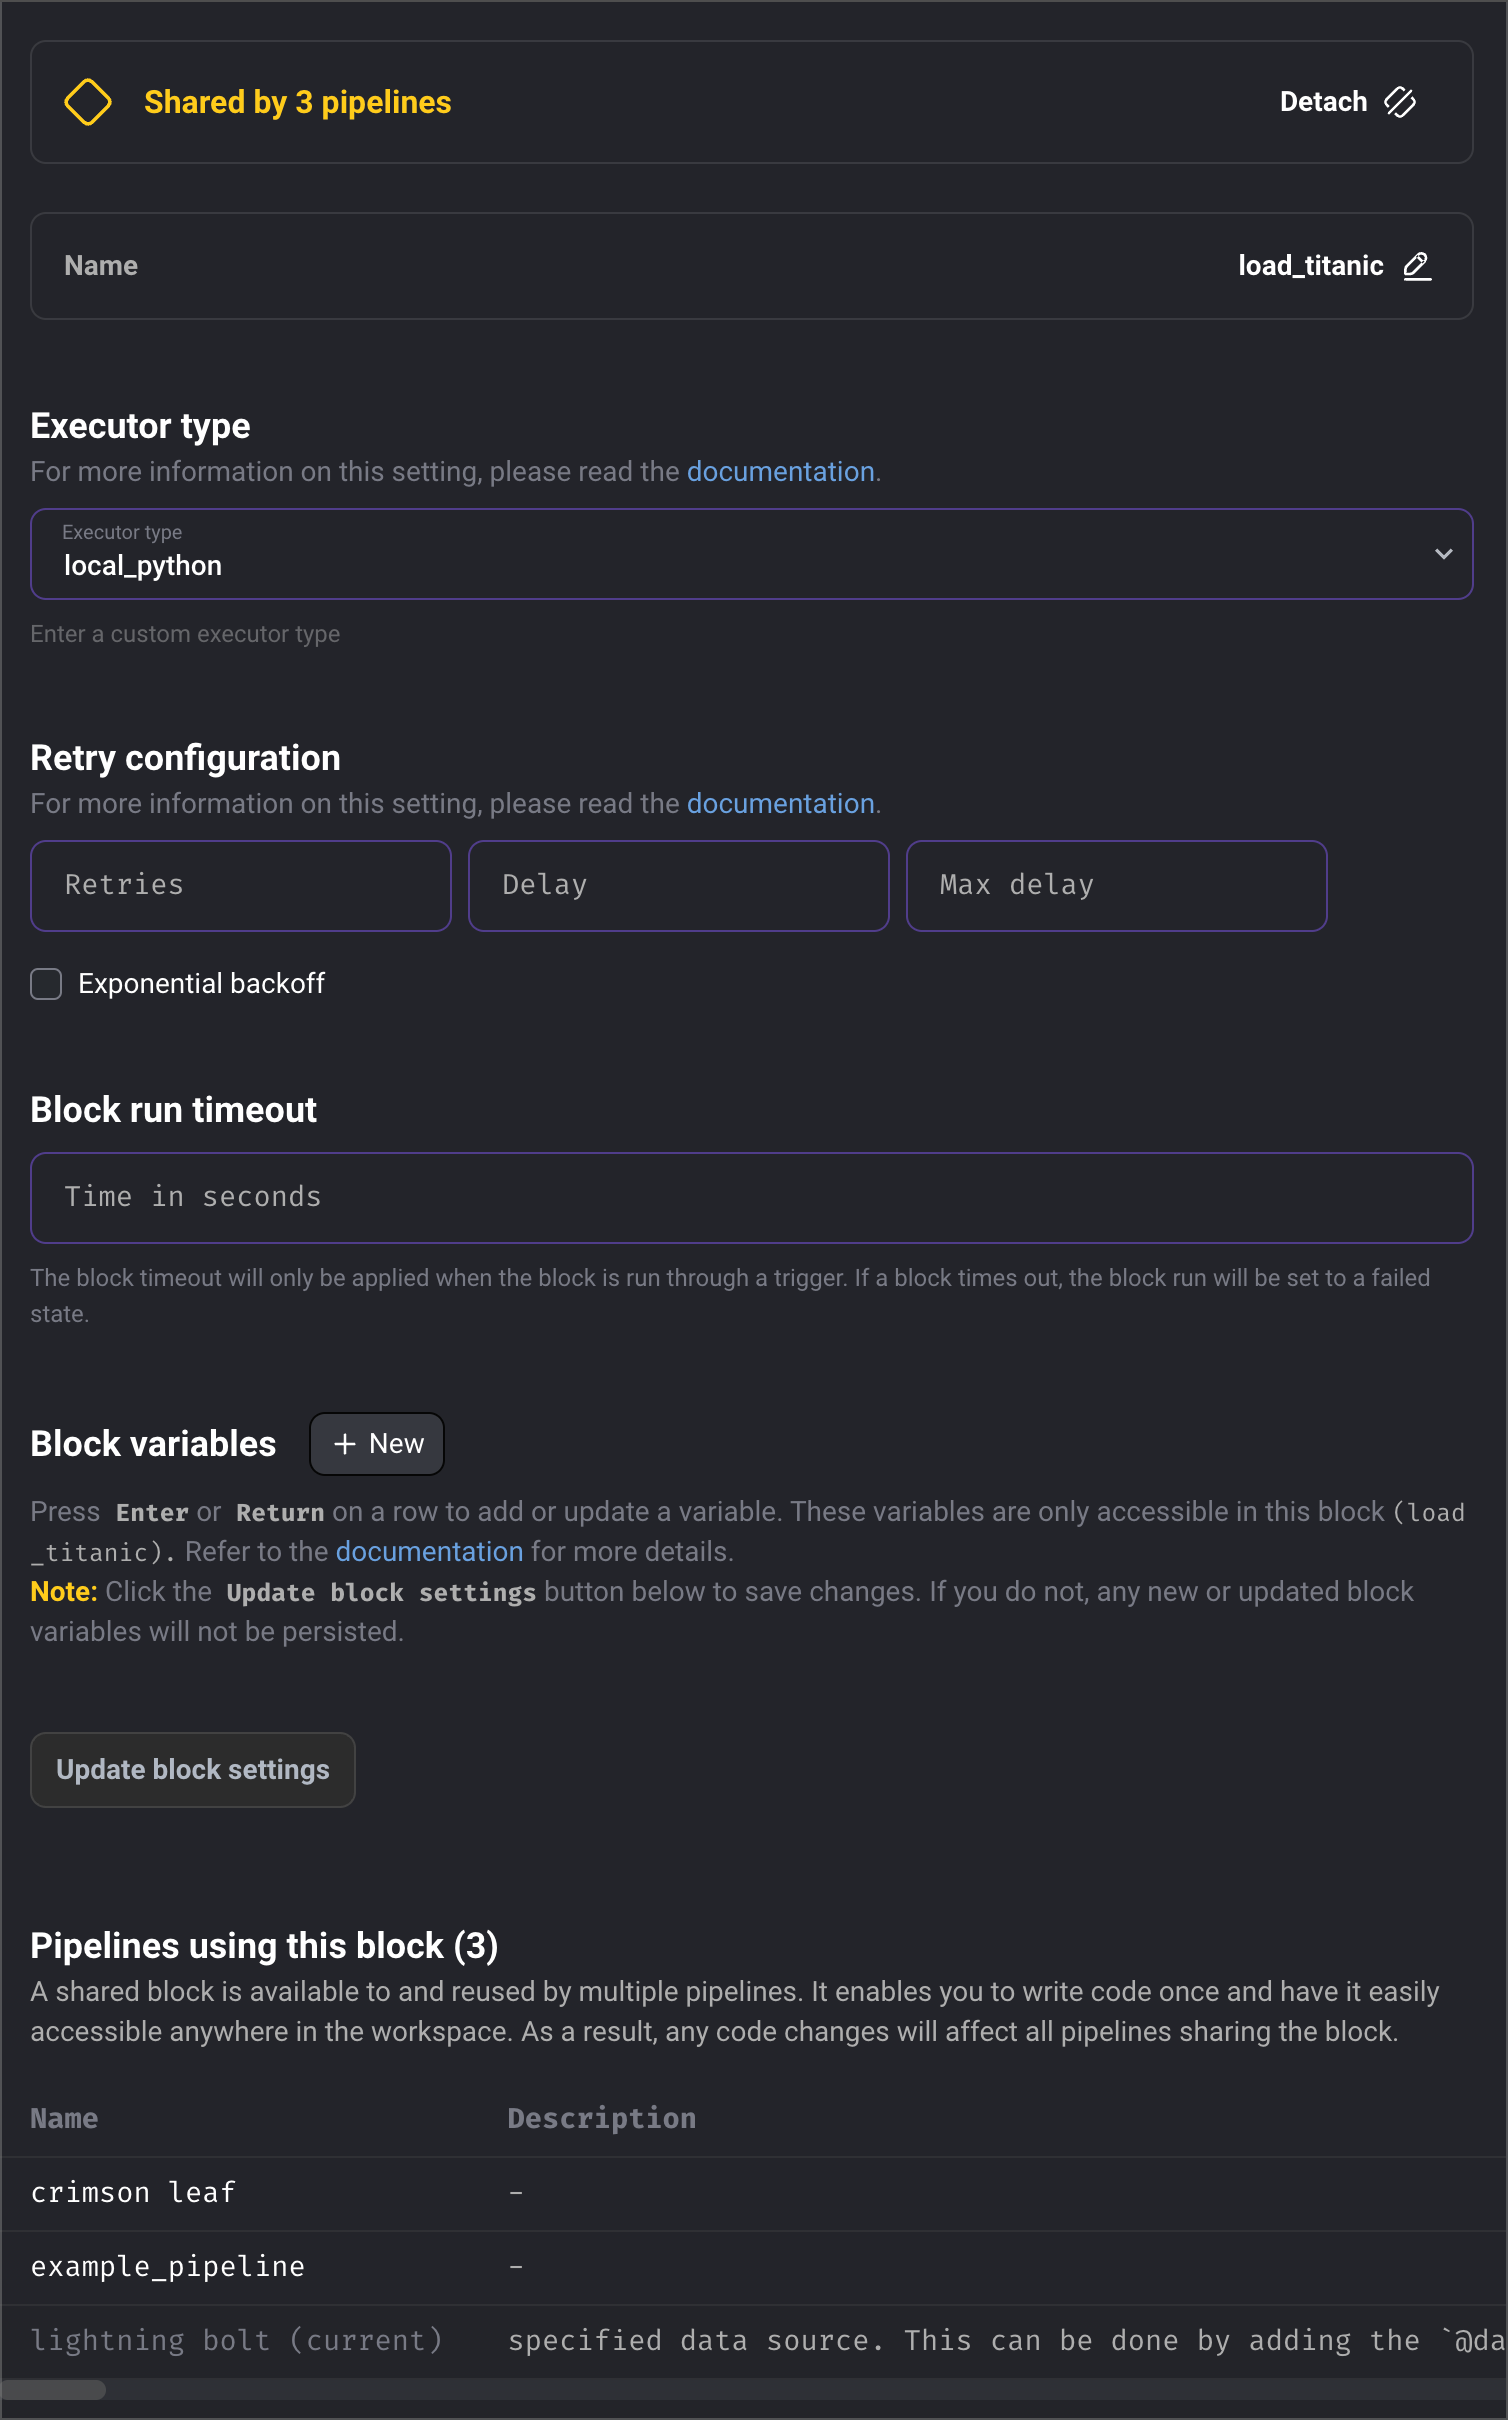 Shared by 3 pipelines
Detach
Name
load_titanic
Executor type
For more information on this setting, please read the documentation.
Executor type
local_python
Enter a custom executor type
Retry configuration
For more information on this setting, please read the documentation.
Retries
Delay
Max delay
Exponential backoff
Block run timeout
Time in seconds
The block timeout will only be applied when the block is run through a trigger. If a block times out, the block run will be set to a failed
state.
Block variables
+ New
Press Enter or Return on a row to add or update a variable. These variables are only accessible in this block (load
_titanic). Refer to the documentation for more details.
Note: Click the Update block settings button below to save changes. If you do not, any new or updated block
variables will not be persisted.
Update block settings
Pipelines using this block (3)
A shared block is available to and reused by multiple pipelines. It enables you to write code once and have it easily
accessible anywhere in the workspace. As a result, any code changes will affect all pipelines sharing the block.
Name Description
crimson leaf -
example_pipeline -
lightning bolt (current) specified data source. This can be done by adding the `@da